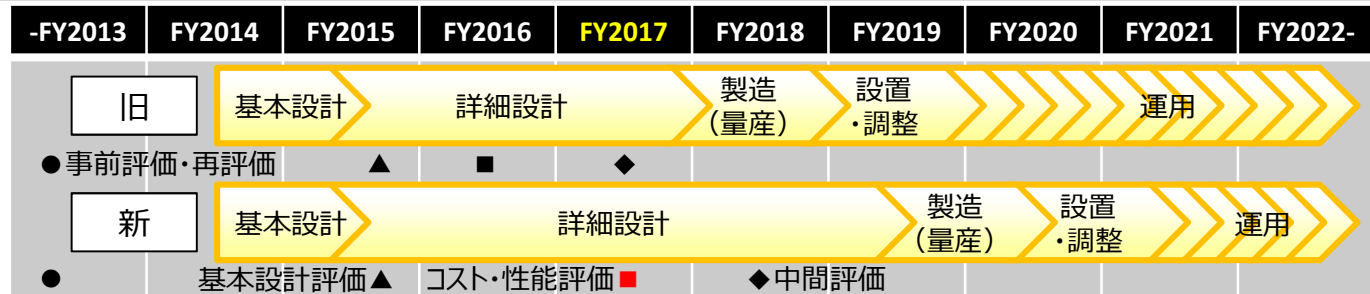 -FY2013 FY2014 FY2015 FY2016 FY2017 FY2018 FY2019 FY2020 FY2021 FY2022-
旧 基本設計 詳細設計 製造 設置 運用
(量産) ・調整
●事前評価・再評価 ▲ ■ ◆
新 基本設計 詳細設計 製造 設置 運用
(量産) ・調整
● 基本設計評価▲ コスト・性能評価■ ◆中間評価